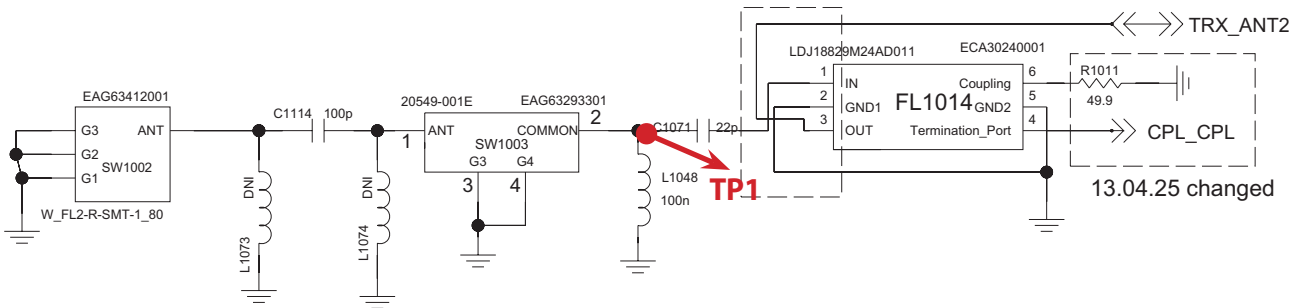 TRX_ANT2
LDJ18829M24AD011
ECA30240001
1
IN
Coupling
6
R1011
49.9
2
GND1
FL1014
GND2
5
3
OUT
Termination_Port
4
CPL_CPL
13.04.25 changed
EAG63412001
G3
ANT
G2
SW1002
G1
W_FL2-R-SMT-1_80
C1114
100p
DNI
L1073
DNI
L1074
20549-001E
EAG63293301
1
ANT
COMMON
2
SW1003
G3
G4
3
4
C1071
22p
L1048
100n
TP1